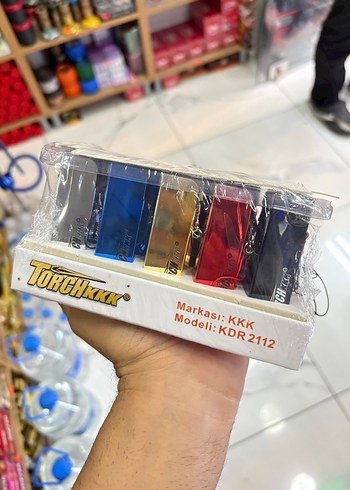 TORCHKKK®
Markası: KKK
Modeli: KDR 2112